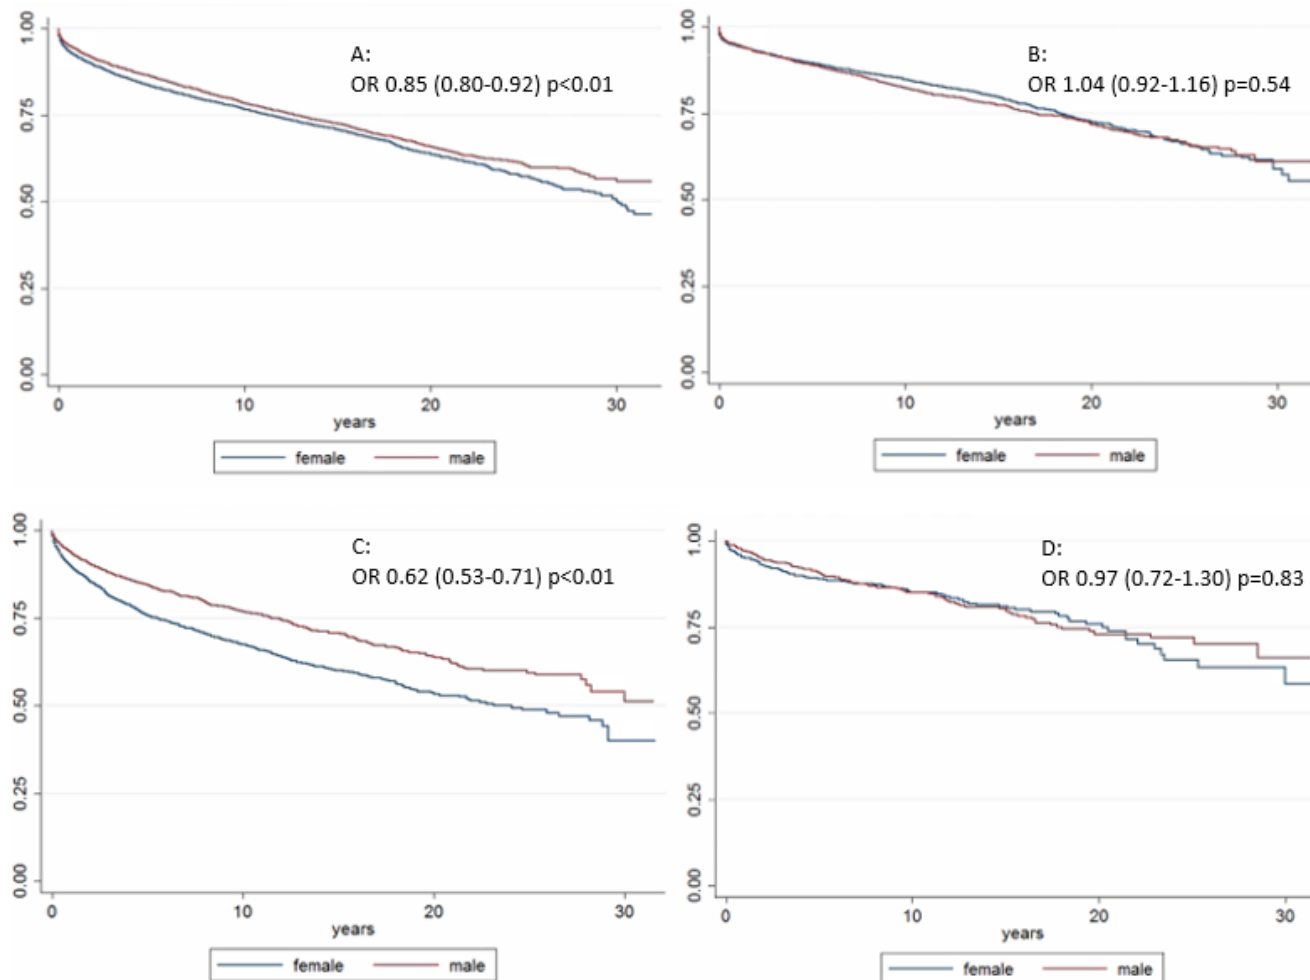 A:
OR 0.85 (0.80-0.92) p<0.01
1.00
0.75
0.50
0.25
0.00
0 10 20 30
years
female male
B:
OR 1.04 (0.92-1.16) p=0.54
1.00
0.75
0.50
0.25
0.00
0 10 20 30
years
female male
C:
OR 0.62 (0.53-0.71) p<0.01
1.00
0.75
0.50
0.25
0.00
0 10 20 30
years
female male
D:
OR 0.97 (0.72-1.30) p=0.83
1.00
0.75
0.50
0.25
0.00
0 10 20 30
years
female male